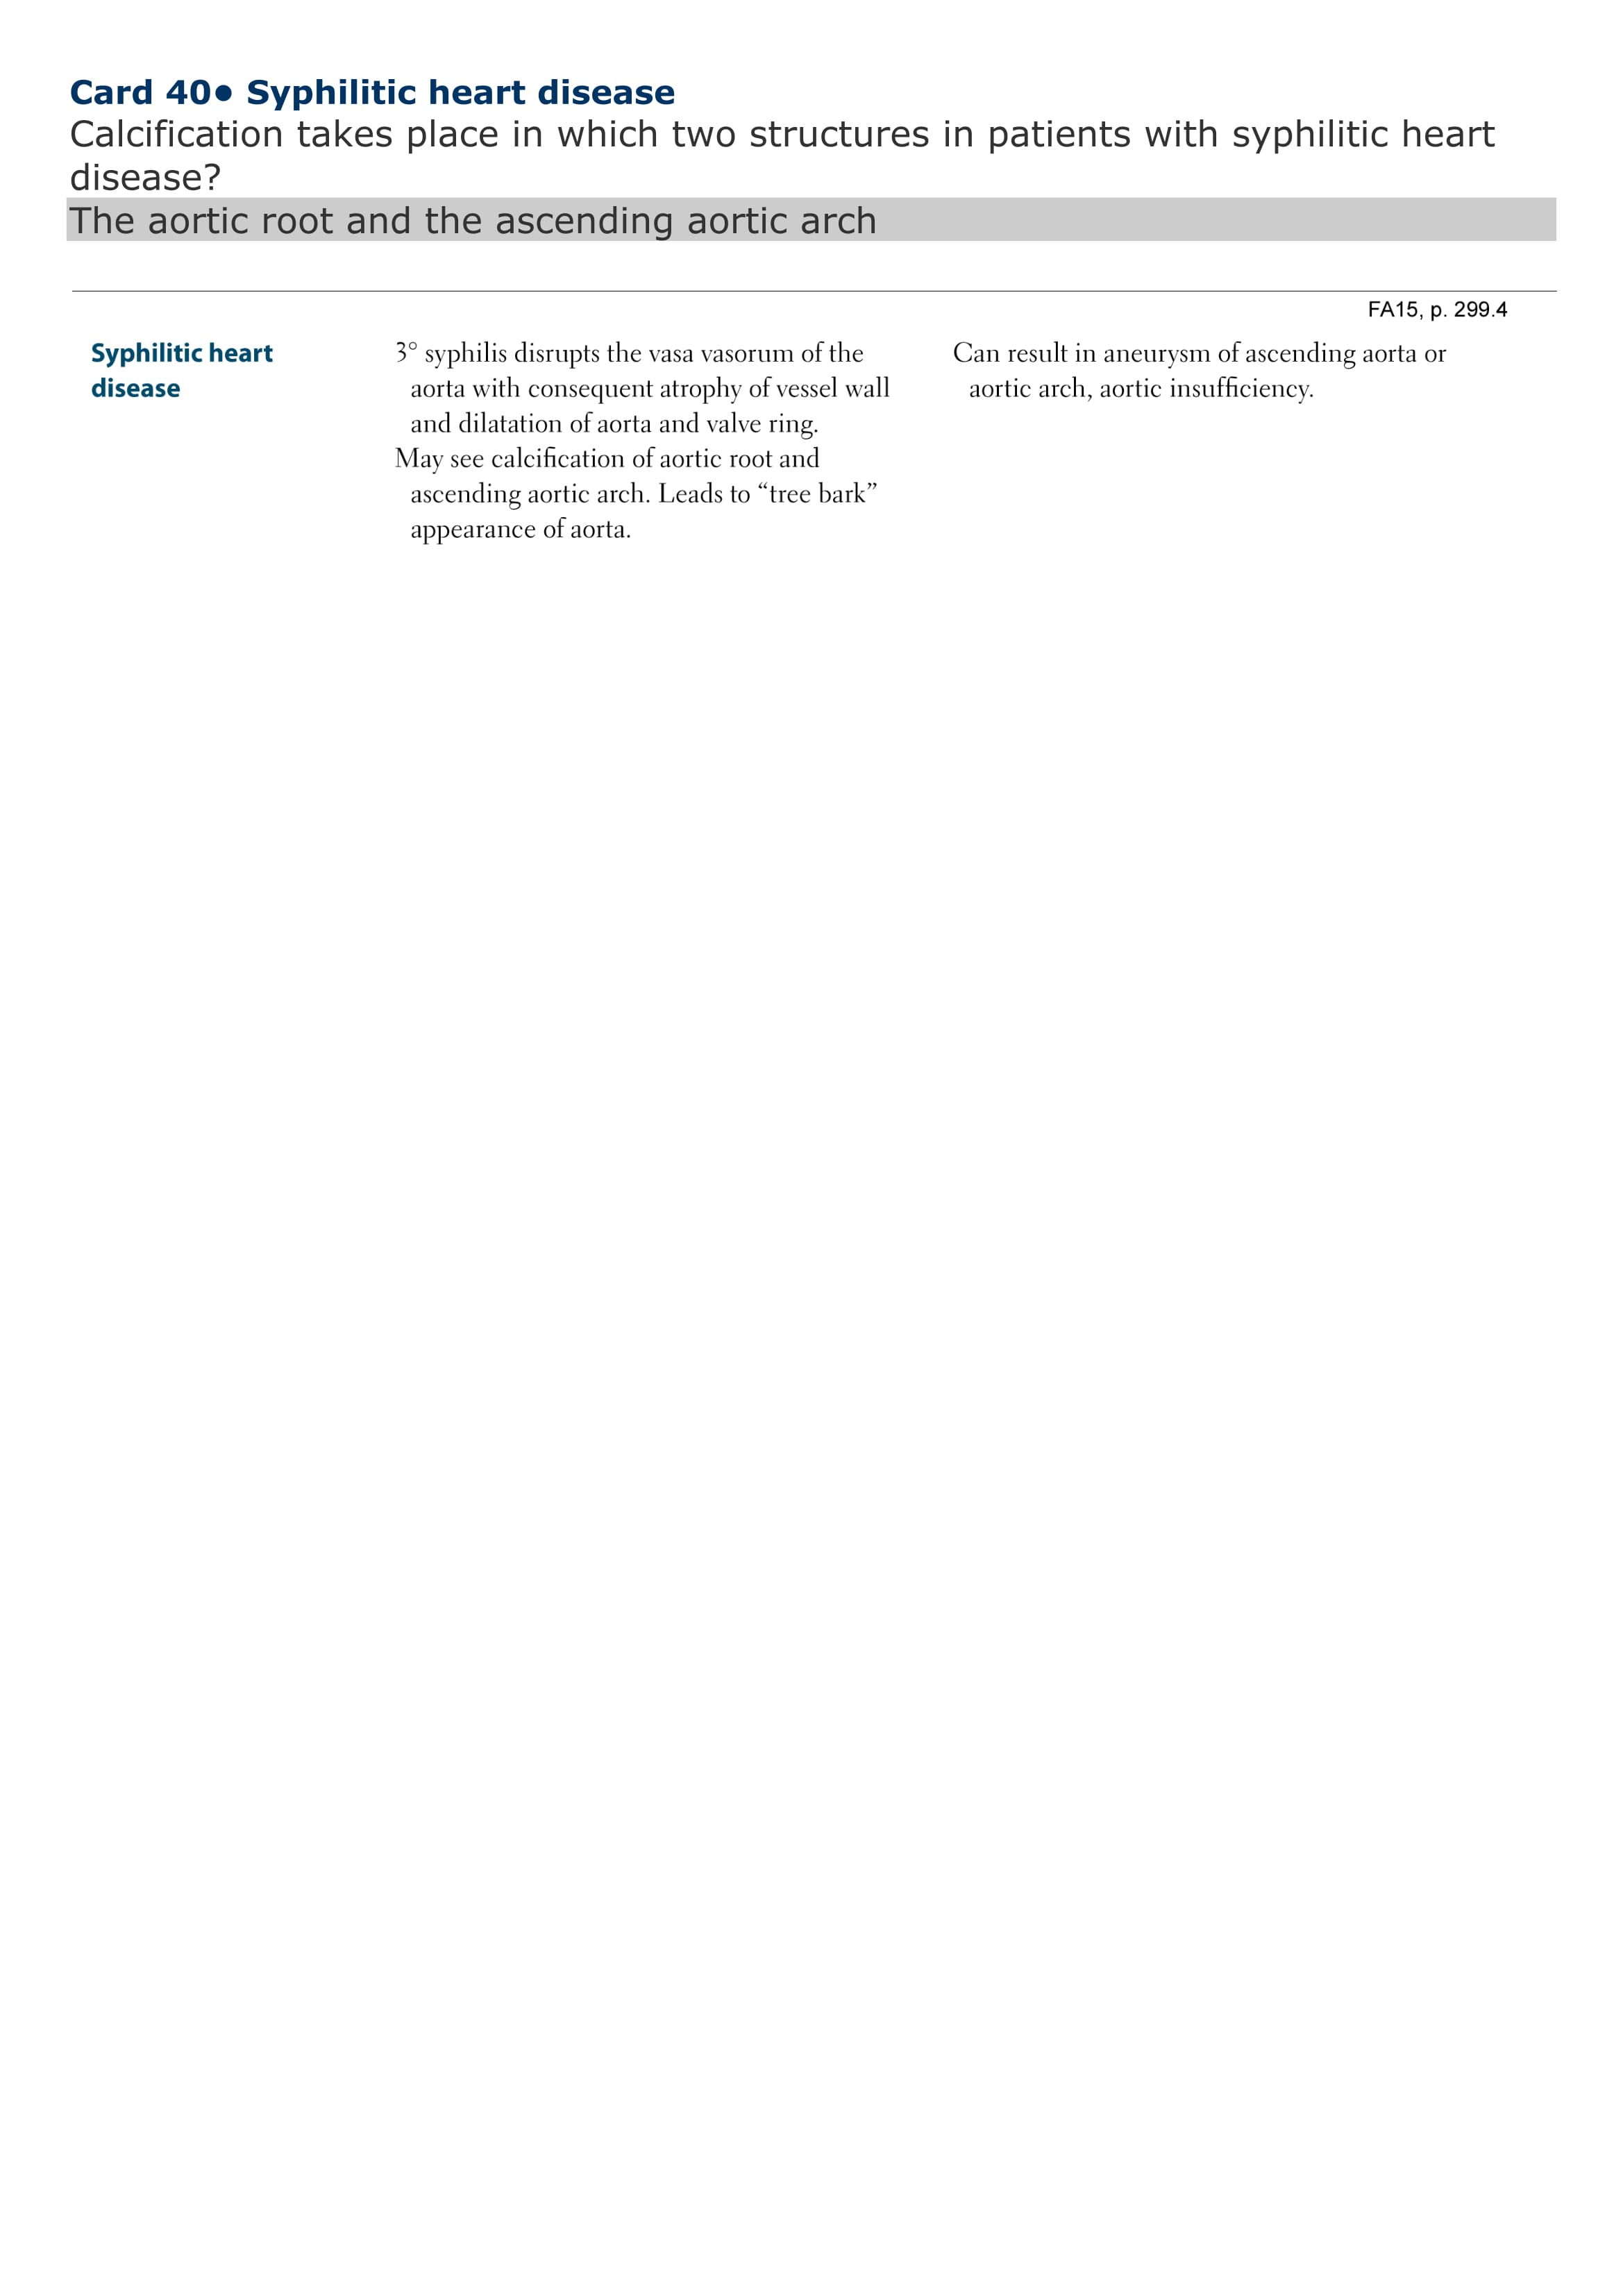 Card 40● Syphilitic heart disease
Calcification takes place in which two structures in patients with syphilitic heart
disease?
The aortic root and the ascending aortic arch
FA15, p. 299.4
Syphilitic heart
disease
3° syphilis disrupts the vasa vasorum of the
aorta with consequent atrophy of vessel wall
and dilatation of aorta and valve ring.
May see calcification of aortic root and
ascending aortic arch. Leads to “tree bark”
appearance of aorta.
Can result in aneurysm of ascending aorta or
aortic arch, aortic insufficiency.